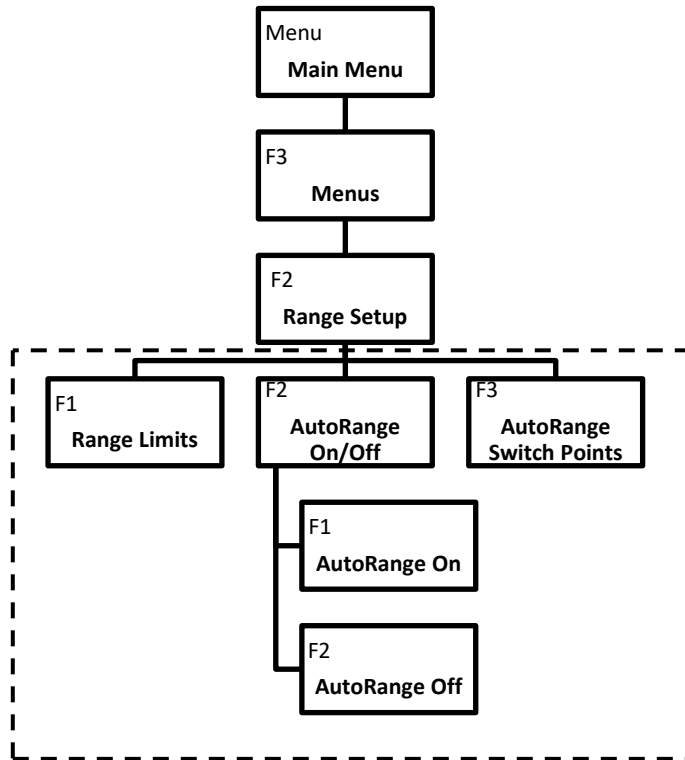 Menu
Main Menu
F3
Menus
F2
Range Setup
F1
Range Limits
F2
AutoRange
On/Off
F3
AutoRange
Switch Points
F1
AutoRange On
F2
AutoRange Off